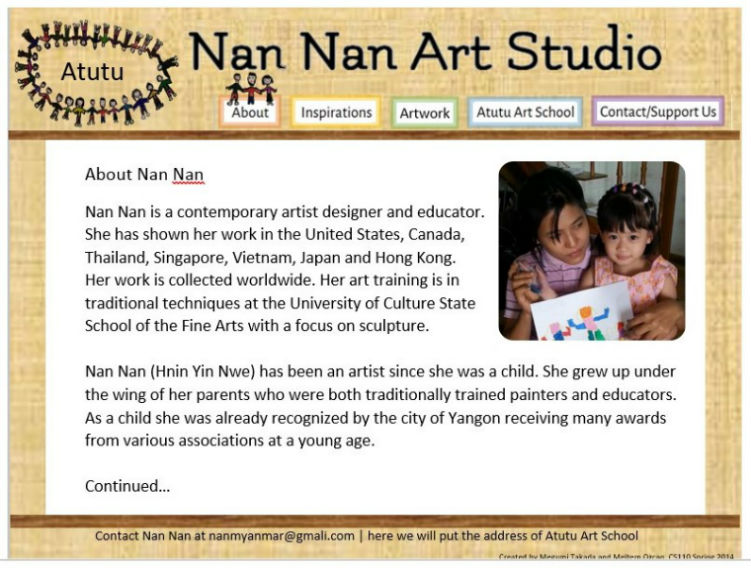 Atutu
Nan Nan Art Studio
About
Inspirations
Artwork
Atutu Art School
Contact/Support Us
About Nan Nan
Nan Nan is a contemporary artist designer and educator.
She has shown her work in the United States, Canada,
Thailand, Singapore, Vietnam, Japan and Hong Kong.
Her work is collected worldwide. Her art training is in
traditional techniques at the University of Culture State
School of the Fine Arts with a focus on sculpture.
Nan Nan (Hnin Yin Nwe) has been an artist since she was a child. She grew up under
the wing of her parents who were both traditionally trained painters and educators.
As a child she was already recognized by the city of Yangon receiving many awards
from various associations at a young age.
Continued...
Contact Nan Nan at nanmyanmar@gmali.com | here we will put the address of Atutu Art School
Created by Megumi Takada and Meltem Ozcan, CS110 Spring 2014